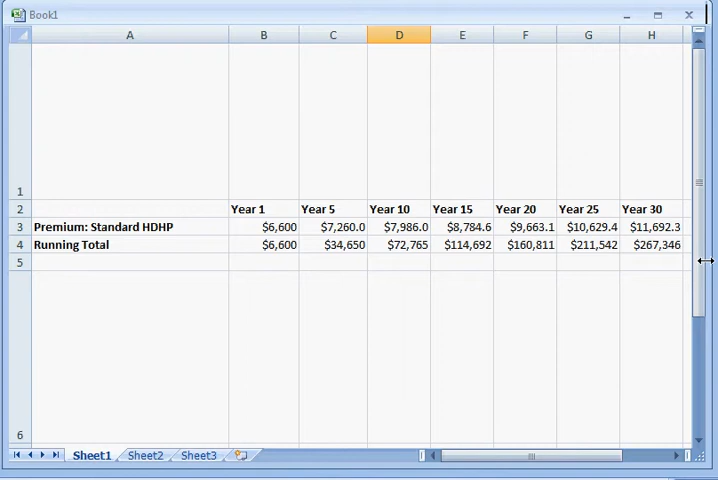 Book1
A B C D E F G H
1
2 Year 1 Year 5 Year 10 Year 15 Year 20 Year 25 Year 30
3 Premium: Standard HDHP $6,600 $7,260.0 $7,986.0 $8,784.6 $9,663.1 $10,629.4 $11,692.3
4 Running Total $6,600 $34,650 $72,765 $114,692 $160,811 $211,542 $267,346
5
6
Sheet1 Sheet2 Sheet3